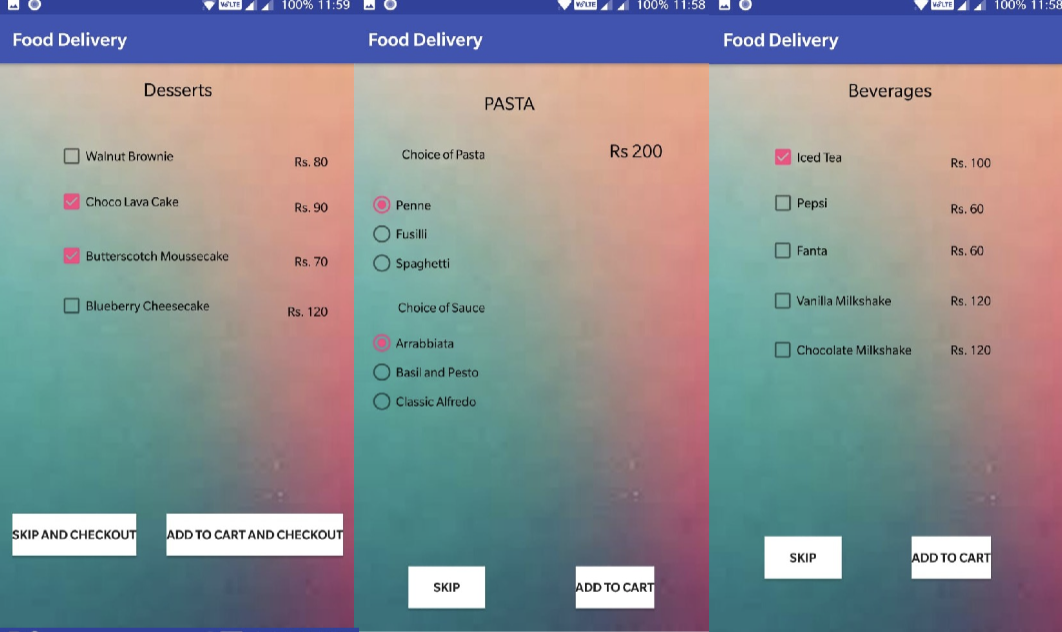 VoLTE 100% 11:59
Food Delivery
Desserts
Walnut Brownie Rs. 80
Choco Lava Cake Rs. 90
Butterscotch Moussecake Rs. 70
Blueberry Cheesecake Rs. 120
SKIP AND CHECKOUT ADD TO CART AND CHECKOUT
VoLTE 100% 11:58
Food Delivery
PASTA
Choice of Pasta Rs 200
Penne
Fusilli
Spaghetti
Choice of Sauce
Arrabbiata
Basil and Pesto
Classic Alfredo
SKIP ADD TO CART
VoLTE 100% 11:58
Food Delivery
Beverages
Iced Tea Rs. 100
Pepsi Rs. 60
Fanta Rs. 60
Vanilla Milkshake Rs. 120
Chocolate Milkshake Rs. 120
SKIP ADD TO CART